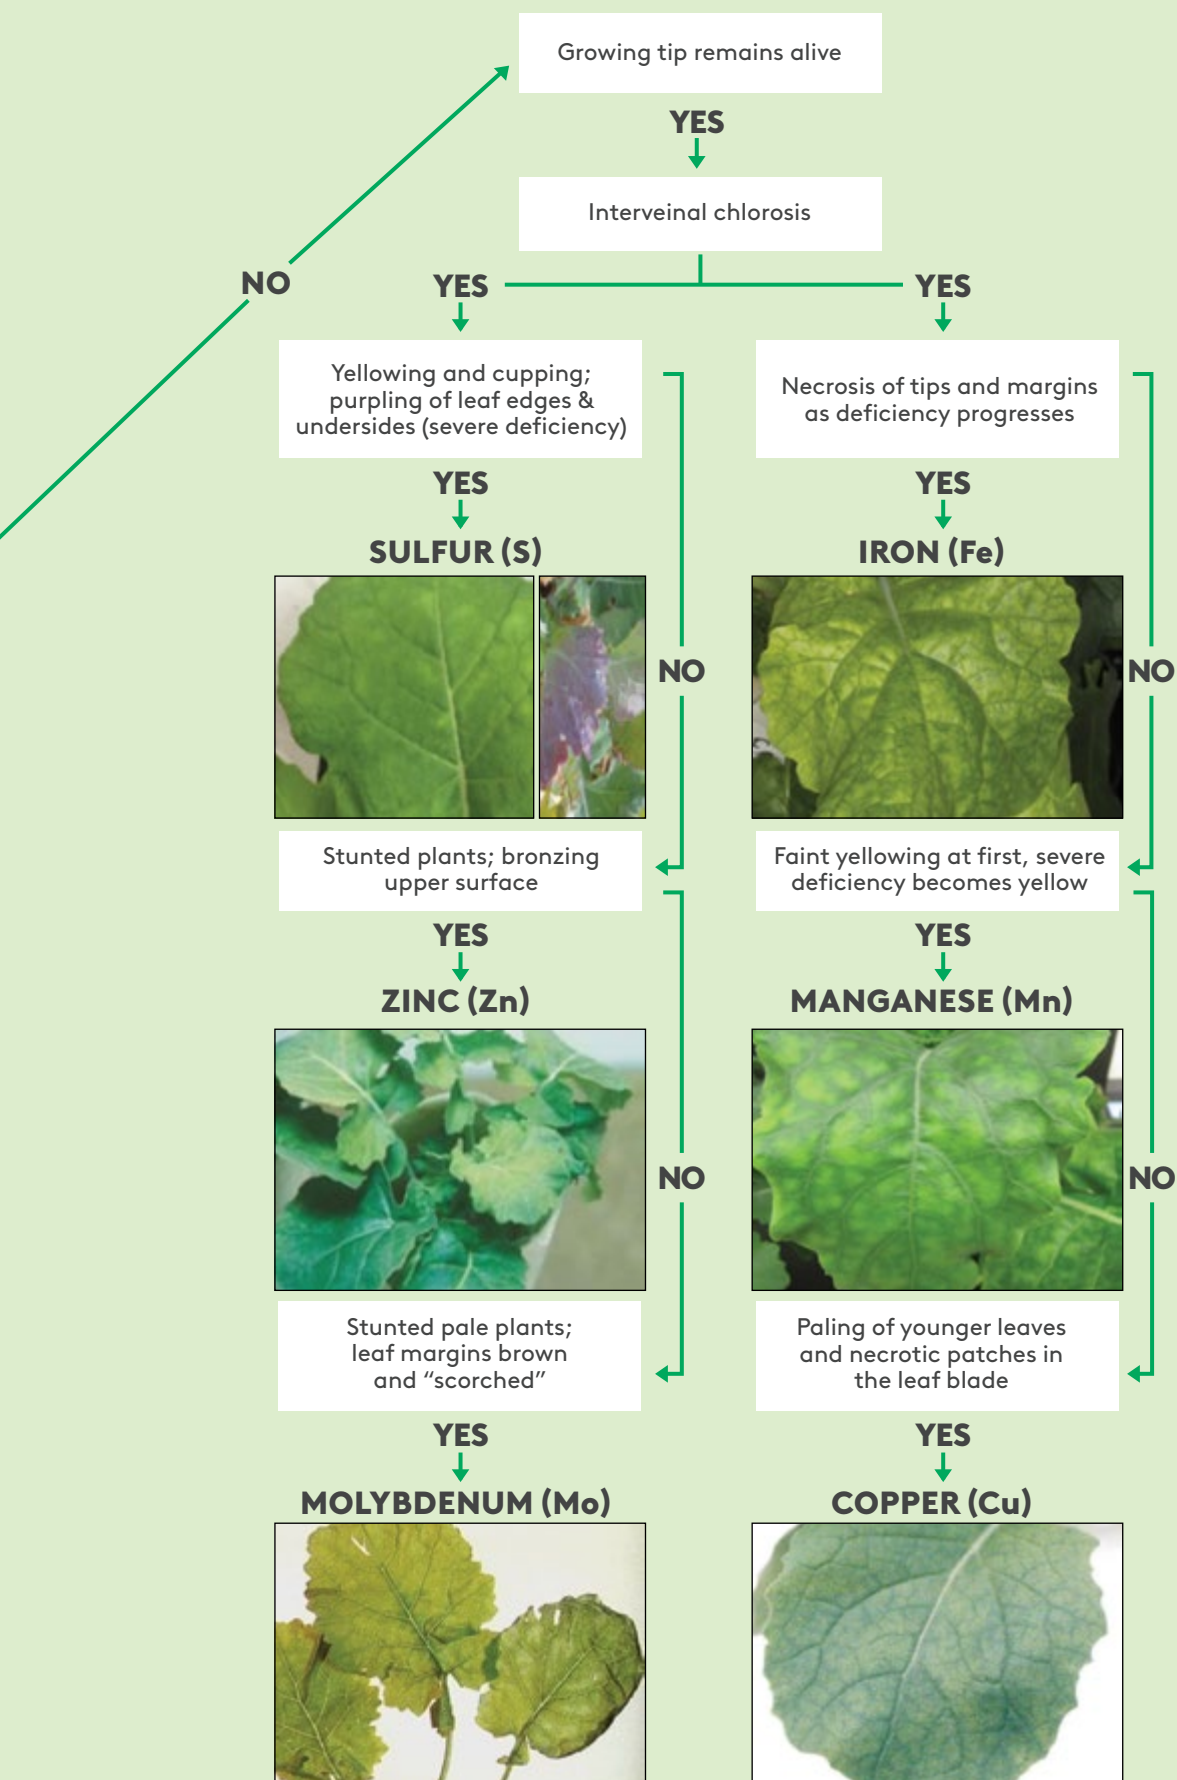 Growing tip remains alive
YES
Interveinal chlorosis
NO
YES
YES
Yellowing and cupping;
purpling of leaf edges &
undersides (severe deficiency)
Necrosis of tips and margins
as deficiency progresses
YES
YES
SULFUR (S)
IRON (Fe)
NO
NO
Stunted plants; bronzing
upper surface
Faint yellowing at first, severe
deficiency becomes yellow
YES
YES
ZINC (Zn)
MANGANESE (Mn)
NO
NO
Stunted pale plants;
leaf margins brown
and “scorched”
Paling of younger leaves
and necrotic patches in
the leaf blade
YES
YES
MOLYBDENUM (Mo)
COPPER (Cu)